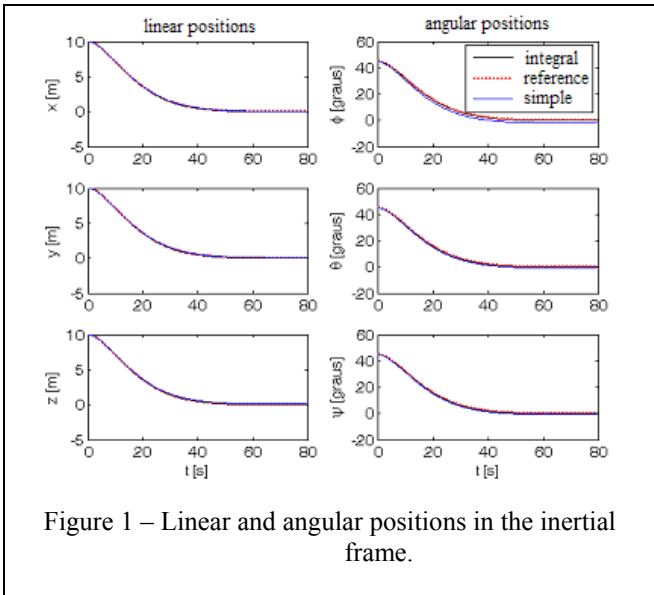 linear positions
angular positions
10
5
0
-5
0 20 40 60 80
x [m]
60
40
20
0
-20
0 20 40 60 80
ϕ [graus]
integral
reference
simple
10
5
0
-5
0 20 40 60 80
y [m]
60
40
20
0
-20
0 20 40 60 80
θ [graus]
10
5
0
-5
0 20 40 60 80
z [m]
t [s]
60
40
20
0
-20
0 20 40 60 80
ψ [graus]
t [s]
Figure 1 – Linear and angular positions in the inertial
frame.